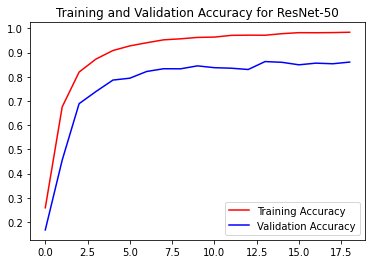 Training and Validation Accuracy for ResNet-50
1.0
0.9
0.8
0.7
0.6
0.5
0.4
0.3
0.2
Training Accuracy
Validation Accuracy
0.0 2.5 5.0 7.5 10.0 12.5 15.0 17.5